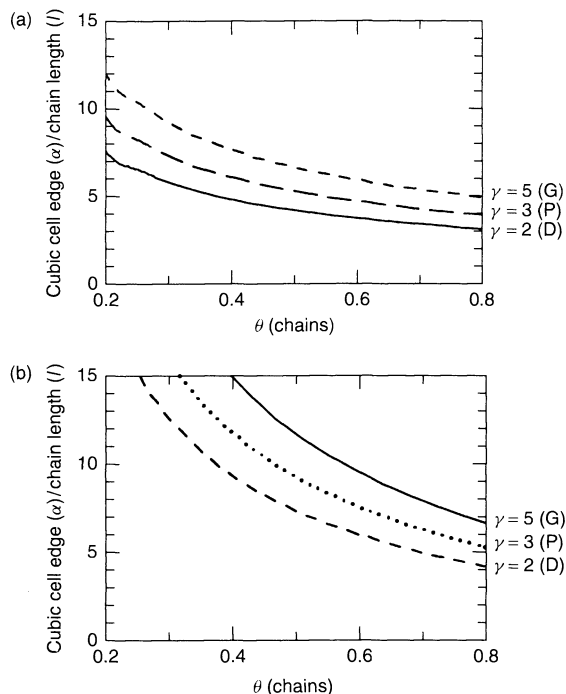 (a)
Cubic cell edge (α)/chain length (l)
15
10
5
0
0.2 0.4 0.6 0.8
θ (chains)
γ = 5 (G)
γ = 3 (P)
γ = 2 (D)
(b)
Cubic cell edge (α)/chain length (l)
15
10
5
0
0.2 0.4 0.6 0.8
θ (chains)
γ = 5 (G)
γ = 3 (P)
γ = 2 (D)